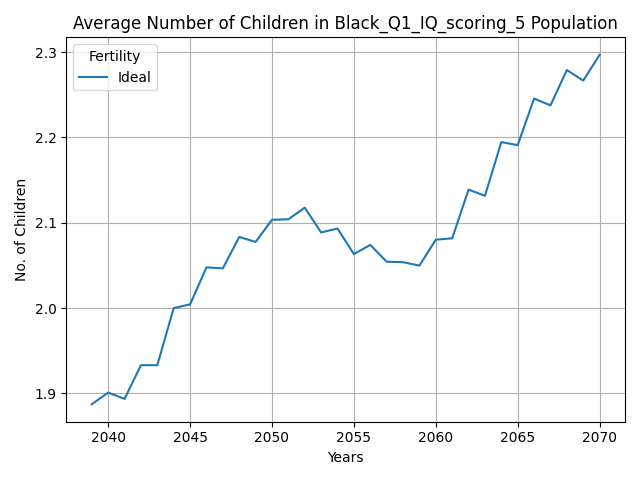 Average Number of Children in Black_Q1_IQ_scoring_5 Population
Fertility
Ideal
No. of Children
2.3
2.2
2.1
2.0
1.9
2040 2045 2050 2055 2060 2065 2070
Years